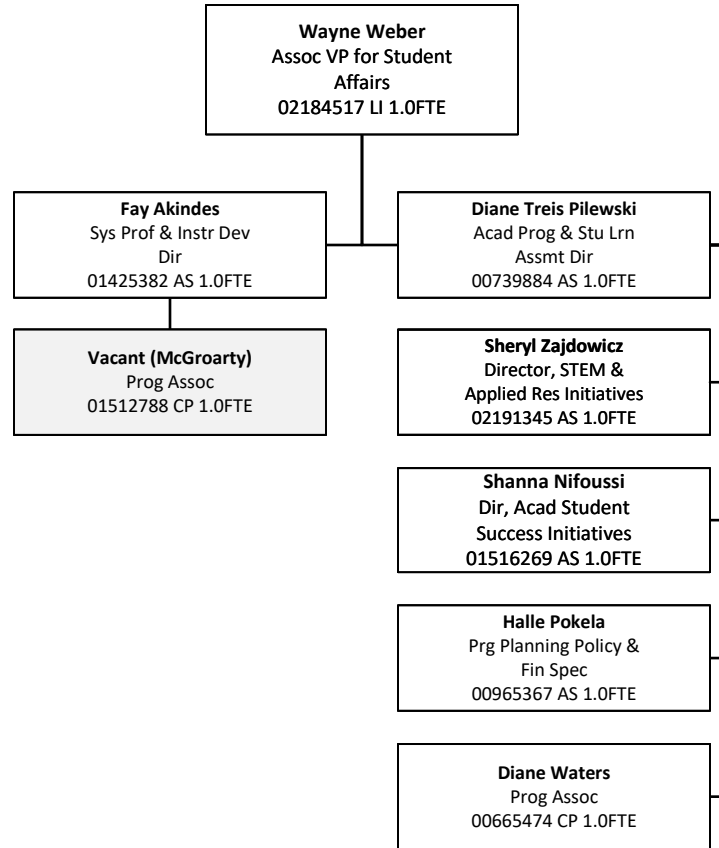 Wayne Weber
Assoc VP for Student
Affairs
02184517 LI 1.0FTE
Fay Akindes
Sys Prof & Instr Dev
Dir
01425382 AS 1.0FTE
Diane Treis Pilewski
Acad Prog & Stu Lrn
Assmt Dir
00739884 AS 1.0FTE
Vacant (McGroarty)
Prog Assoc
01512788 CP 1.0FTE
Sheryl Zajdowicz
Director, STEM &
Applied Res Initiatives
02191345 AS 1.0FTE
Shanna Nifoussi
Dir, Acad Student
Success Initiatives
01516269 AS 1.0FTE
Halle Pokela
Prg Planning Policy &
Fin Spec
00965367 AS 1.0FTE
Diane Waters
Prog Assoc
00665474 CP 1.0FTE